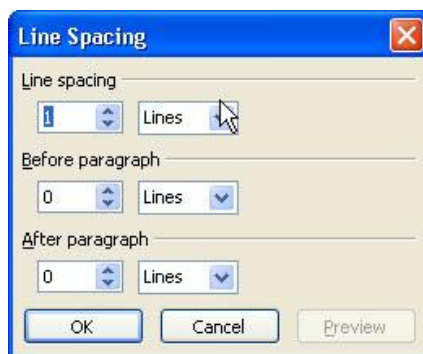 Line Spacing
Line spacing
1 Lines
Before paragraph
0 Lines
After paragraph
0 Lines
OK Cancel Preview